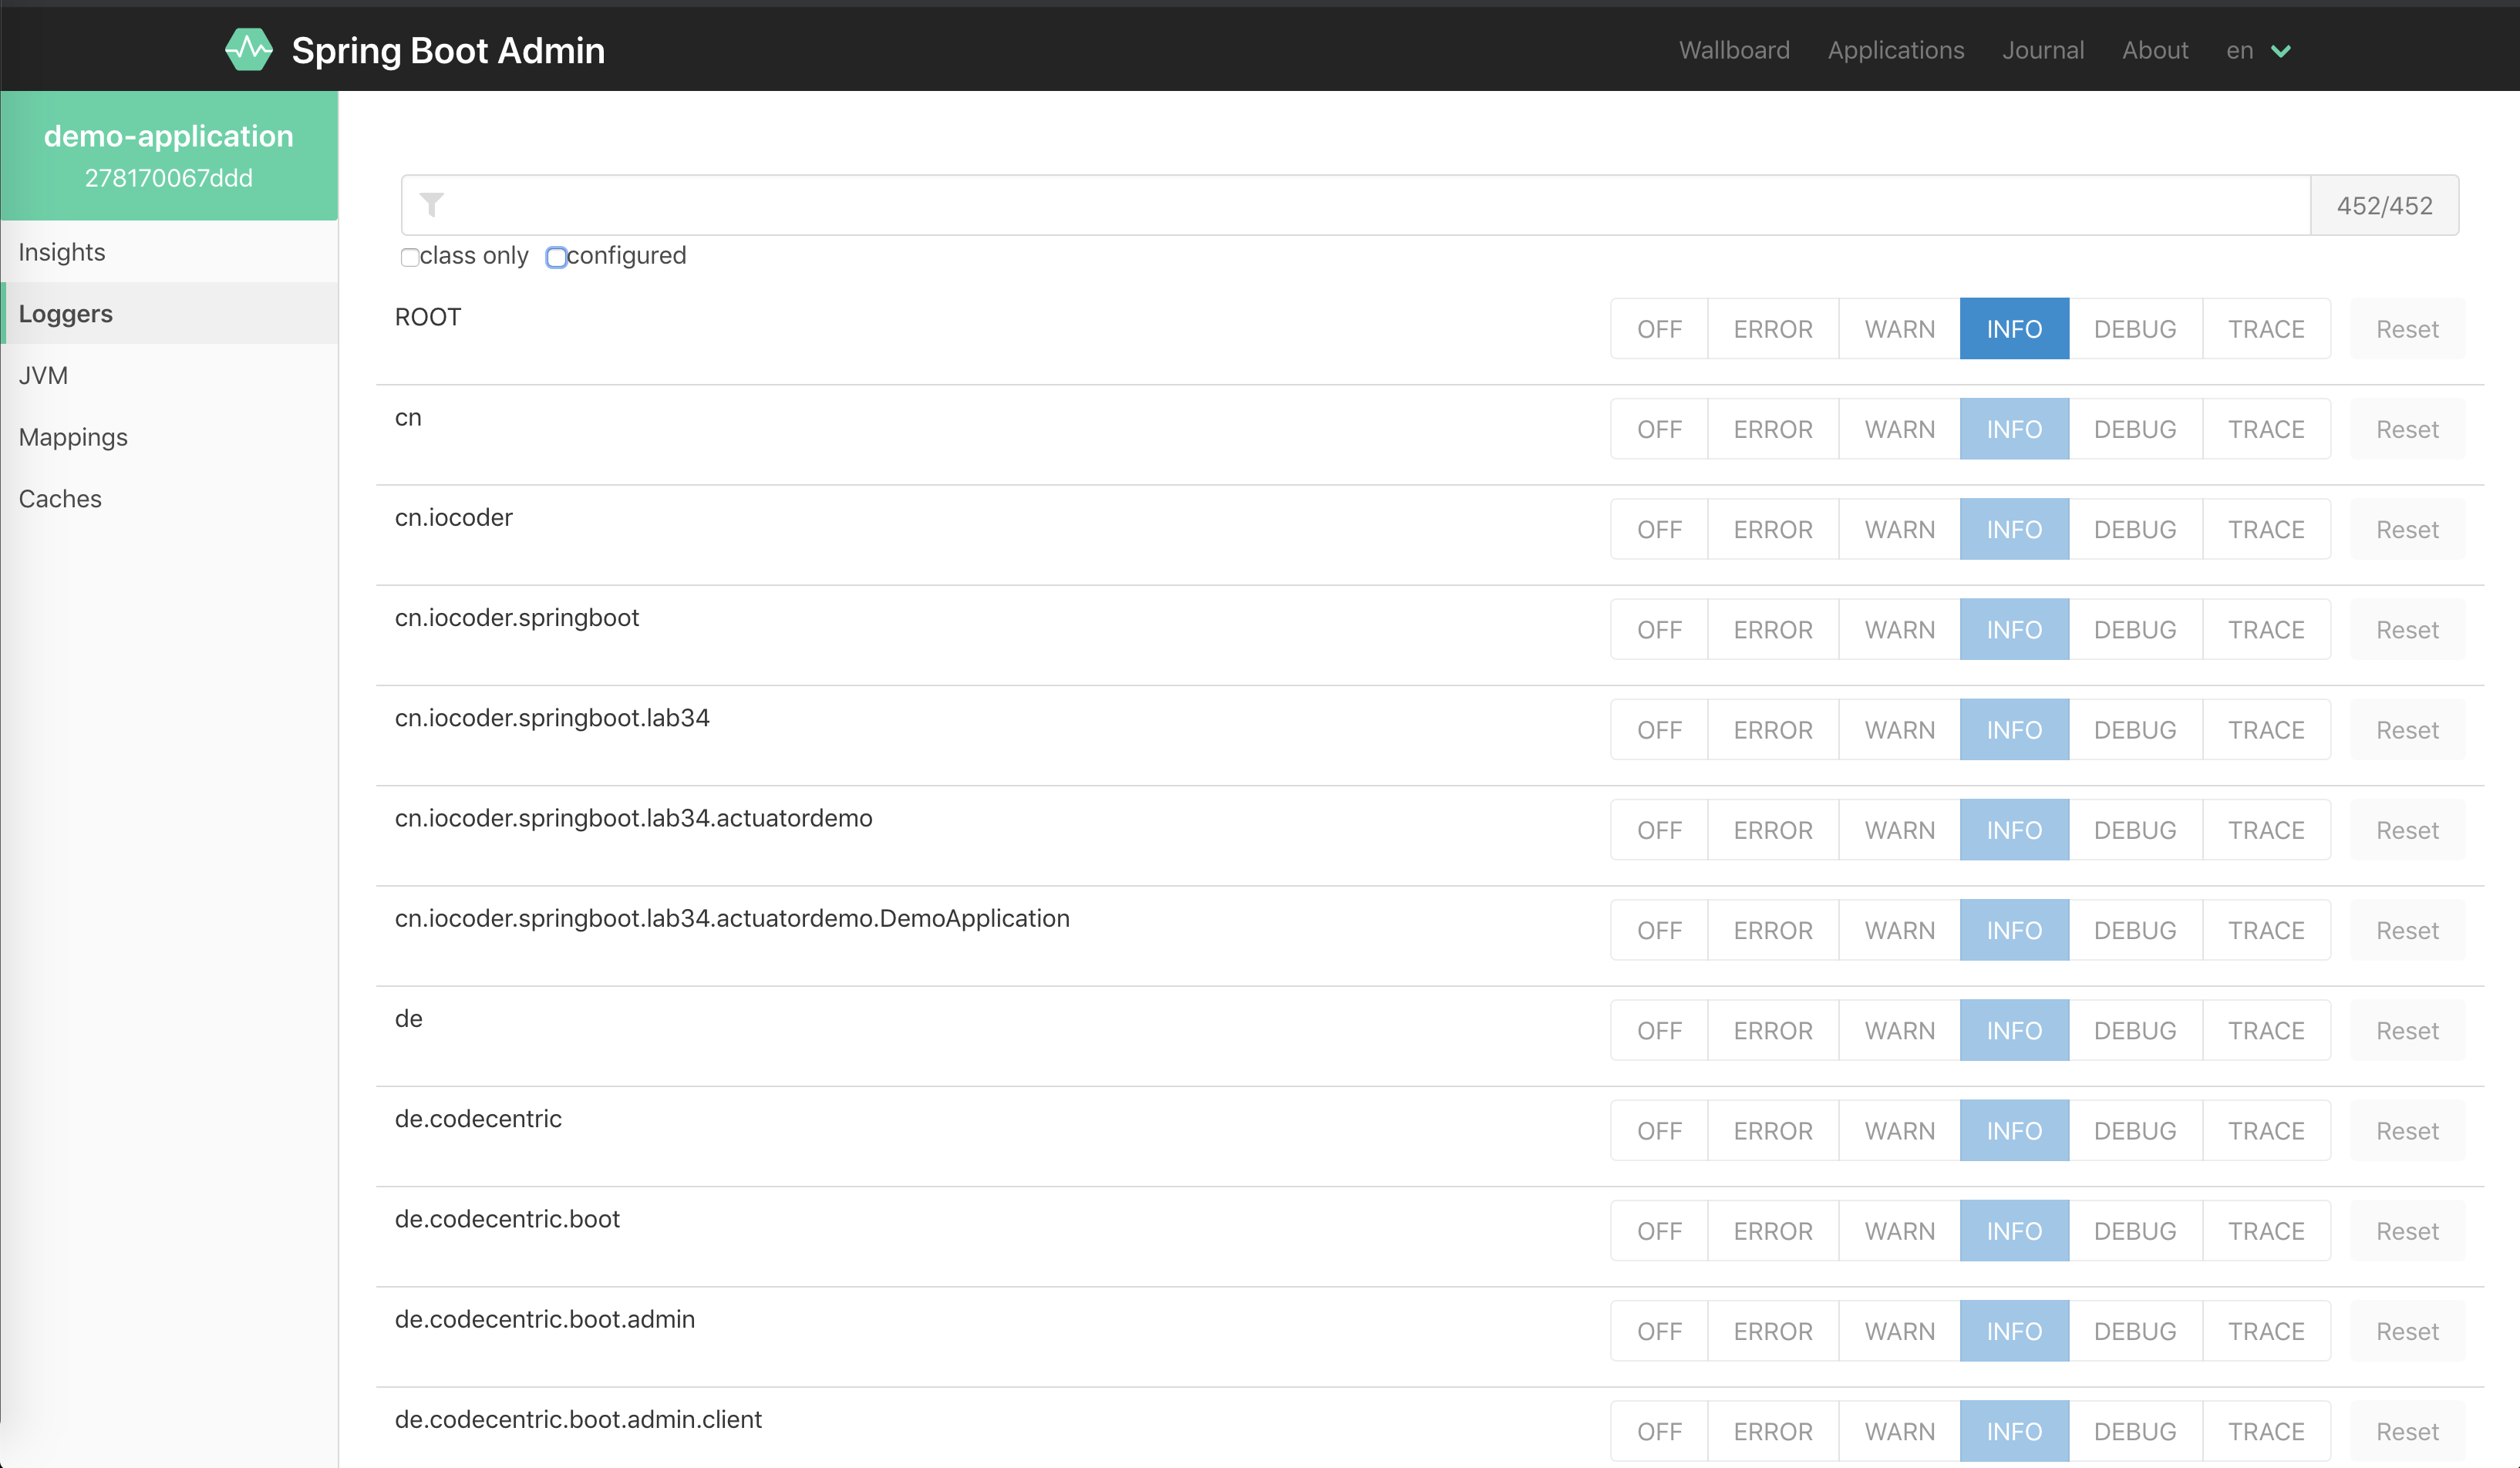 Spring Boot Admin Wallboard Applications Journal About en
demo-application
278170067ddd
Insights
Loggers
JVM
Mappings
Caches
452/452
class only configured
ROOT OFF ERROR WARN INFO DEBUG TRACE Reset
cn OFF ERROR WARN INFO DEBUG TRACE Reset
cn.iocoder OFF ERROR WARN INFO DEBUG TRACE Reset
cn.iocoder.springboot OFF ERROR WARN INFO DEBUG TRACE Reset
cn.iocoder.springboot.lab34 OFF ERROR WARN INFO DEBUG TRACE Reset
cn.iocoder.springboot.lab34.actuatordemo OFF ERROR WARN INFO DEBUG TRACE Reset
cn.iocoder.springboot.lab34.actuatordemo.DemoApplication OFF ERROR WARN INFO DEBUG TRACE Reset
de OFF ERROR WARN INFO DEBUG TRACE Reset
de.codecentric OFF ERROR WARN INFO DEBUG TRACE Reset
de.codecentric.boot OFF ERROR WARN INFO DEBUG TRACE Reset
de.codecentric.boot.admin OFF ERROR WARN INFO DEBUG TRACE Reset
de.codecentric.boot.admin.client OFF ERROR WARN INFO DEBUG TRACE Reset